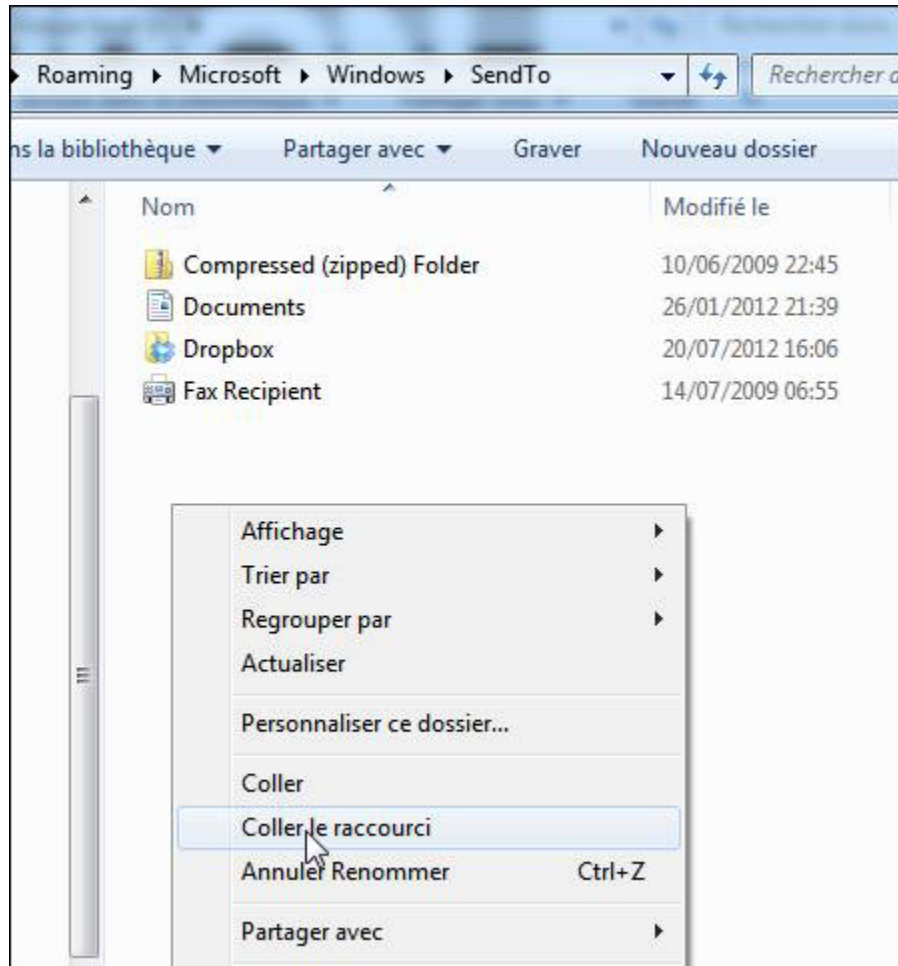 Roaming Microsoft Windows SendTo Rechercher d
ns la bibliothèque Partager avec Graver Nouveau dossier
Nom Modifié le
Compressed (zipped) Folder 10/06/2009 22:45
Documents 26/01/2012 21:39
Dropbox 20/07/2012 16:06
Fax Recipient 14/07/2009 06:55
Affichage
Trier par
Regrouper par
Actualiser
Personnaliser ce dossier...
Coller
Coller le raccourci
Annuler Renommer Ctrl+Z
Partager avec